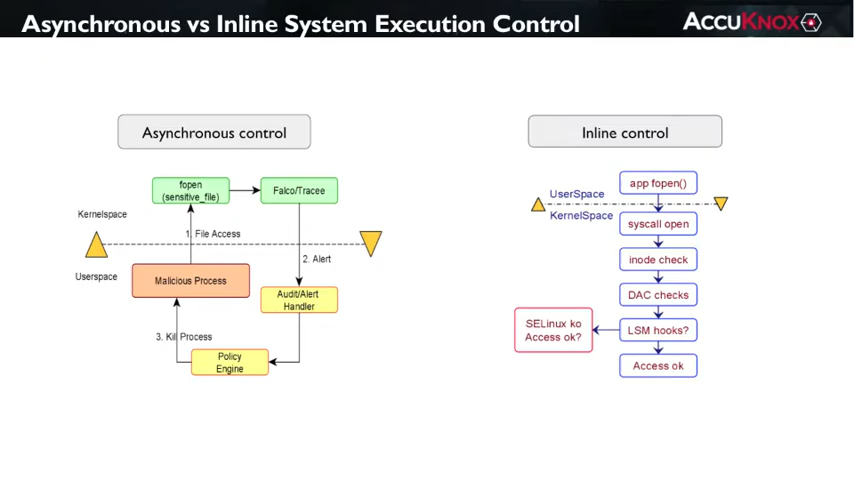 Asynchronous vs Inline System Execution Control
ACCUKNOX
Asynchronous control
fopen
(sensitive_file)
Falco/Tracee
Kernelspace
1. File Access
Userspace
2. Alert
Malicious Process
Audit/Alert
Handler
3. Kill Process
Policy
Engine
Inline control
app fopen()
UserSpace
KernelSpace
syscall open
inode check
DAC checks
SELinux ko
Access ok?
LSM hooks?
Access ok